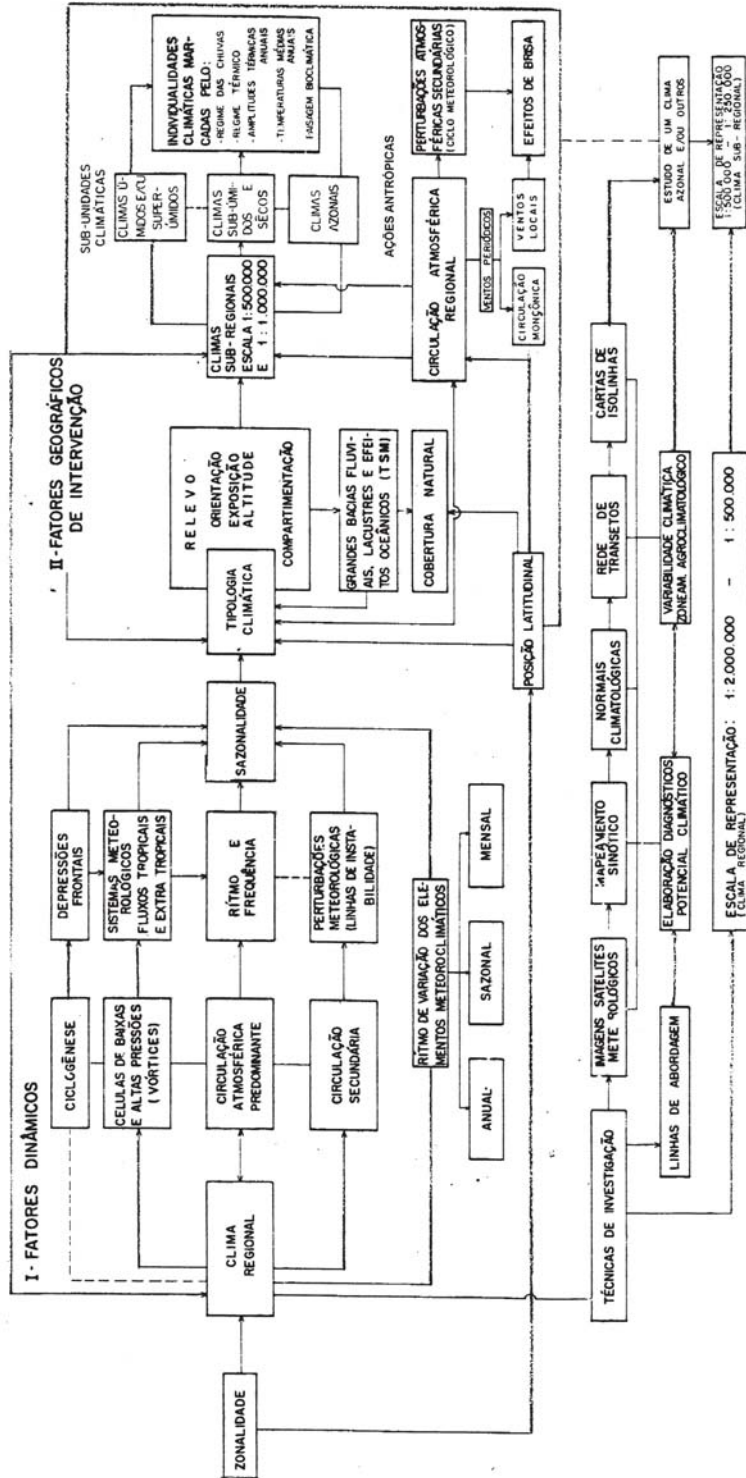 I - FATORES DINÂMICOS
II - FATORES GEOGRÁFICOS
DE INTERVENÇÃO
ZONALIDADE
CLIMA
REGIONAL
CICLOGÊNESE
CELULAS DE BAIXAS
E ALTAS PRESSÕES
(VÓRTICES)
CIRCULAÇÃO
ATMOSFÉRICA
PREDOMINANTE
CIRCULAÇÃO
SECUNDÁRIA
DEPRESSÕES
FRONTAIS
SISTEMAS METEO-
ROLÓGICOS
FLUXOS TROPICAIS
E EXTRA TROPICAIS
RÍTMO E
FREQUÊNCIA
PERTURBAÇÕES
METEOROLÓGICAS
(LINHAS DE INSTA-
BILIDADE)
RÍTMO DE VARIAÇÃO DOS ELE-
MENTOS METEOROCLIMÁTICOS
ANUAL
SAZONAL
MENSAL
SAZONALIDADE
TIPOLOGIA
CLIMÁTICA
RELEVO
ORIENTAÇÃO
EXPOSIÇÃO
ALTITUDE
COMPARTIMENTAÇÃO
GRANDES BACIAS FLUVI-
AIS, LACUSTRES E EFEI-
TOS OCEÂNICOS (TSM)
COBERTURA NATURAL
POSIÇÃO LATITUDINAL
CLIMAS
SUB-REGIONAIS
ESCALA 1:500.000
E 1:1.000.000
SUB-UNIDADES
CLIMÁTICAS
CLIMAS Ú-
MIDOS E/OU
SUPER-
ÚMIDOS
CLIMAS
SUB-ÚMI-
DOS E
SÊCOS
CLIMAS
AZONAIS
INDIVIDUALIDADES
CLIMÁTICAS MAR-
CADAS PELO:
- REGIME DAS CHUVAS
- REGIME TÉRMICO
- AMPLITUDES TÉRMICAS
ANUAIS
- TEMPERATURAS MÉDIAS
ANUAIS
PAISAGEM BIOCLIMÁTICA
AÇÕES ANTRÓPICAS
CIRCULAÇÃO ATMOSFÉRICA
REGIONAL
PERTURBAÇÕES ATMOS-
FÉRICAS SECUNDÁRIAS
(CICLO METEOROLÓGICO)
VENTOS PERIÓDICOS
CIRCULAÇÃO
MONÇÔNICA
VENTOS
LOCAIS
EFEITOS DE BRISA
TÉCNICAS DE INVESTIGAÇÃO
IMAGENS SATELITES
METE ROLÓGICOS
MAPEAMENTO
SINÓTICO
NORMAIS
CLIMATOLÓGICAS
REDE DE
TRANSETOS
CARTAS DE
ISOLINHAS
LINHAS DE ABORDAGEM
ELABORAÇÃO DIAGNÓSTICOS
POTENCIAL CLIMÁTICO
VARIABILIDADE CLIMÁTICA
ZONEAM. AGROCLIMATOLÓGICO
ESTUDO DE UM CLIMA
AZONAL E/OU OUTROS
ESCALA DE REPRESENTAÇÃO: 1:2.000.000 - 1:500.000
(CLIMA REGIONAL)
ESCALA DE REPRESENTAÇÃO
1:500.000 - 1:250.000
(CLIMA SUB-REGIONAL)